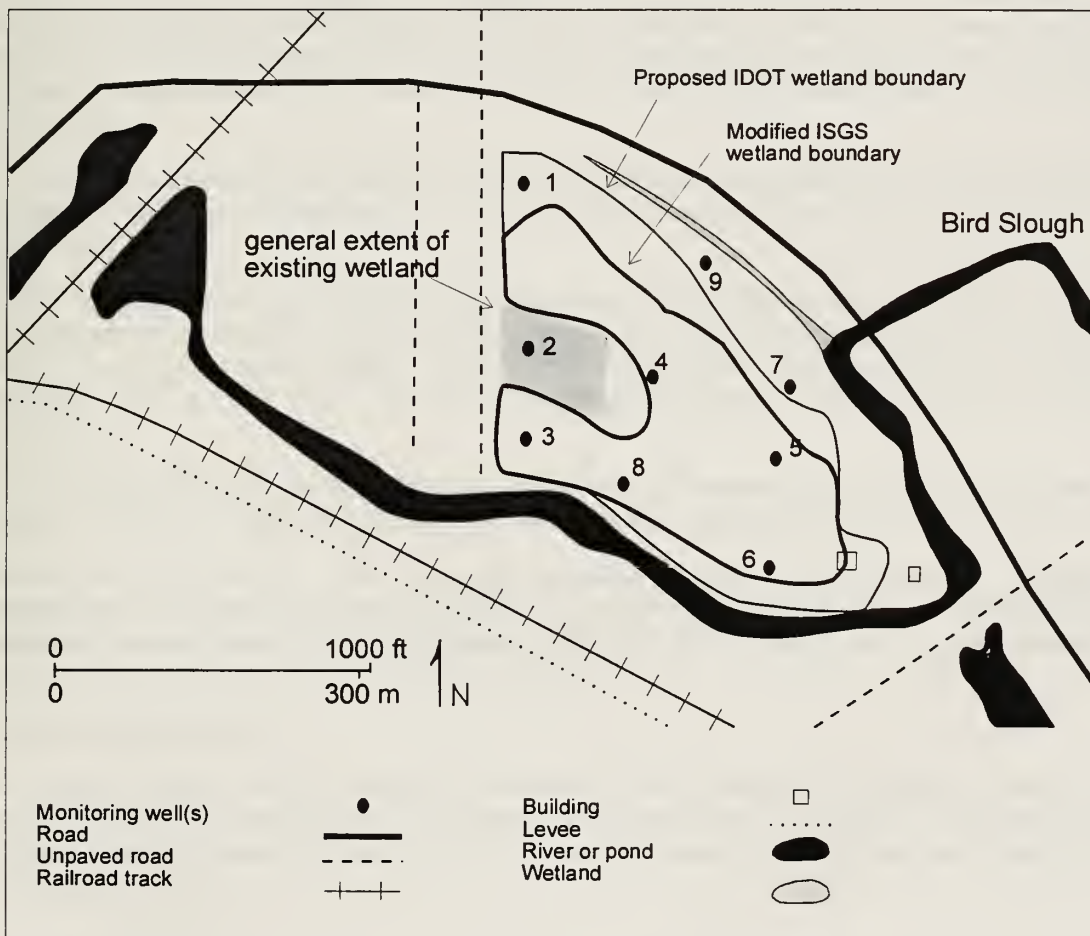 Proposed IDOT wetland boundary
Modified ISGS
wetland boundary
Bird Slough
general extent of
existing wetland
1
2
3
4
5
6
7
8
9
0 1000 ft
0 300 m
N
Monitoring well(s)
Road
Unpaved road
Railroad track
Building
Levee
River or pond
Wetland